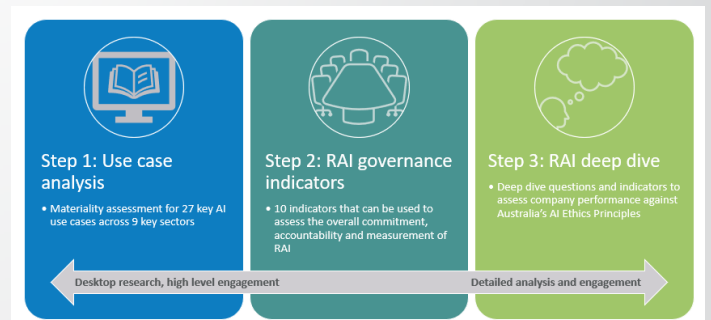 Step 1: Use case
analysis
• Materiality assessment for 27 key AI
use cases across 9 key sectors
Step 2: RAI governance
indicators
• 10 indicators that can be used to
assess the overall commitment,
accountability and measurement of
RAI
Step 3: RAI deep dive
• Deep dive questions and indicators to
assess company performance against
Australia's AI Ethics Principles
Desktop research, high level engagement
Detailed analysis and engagement